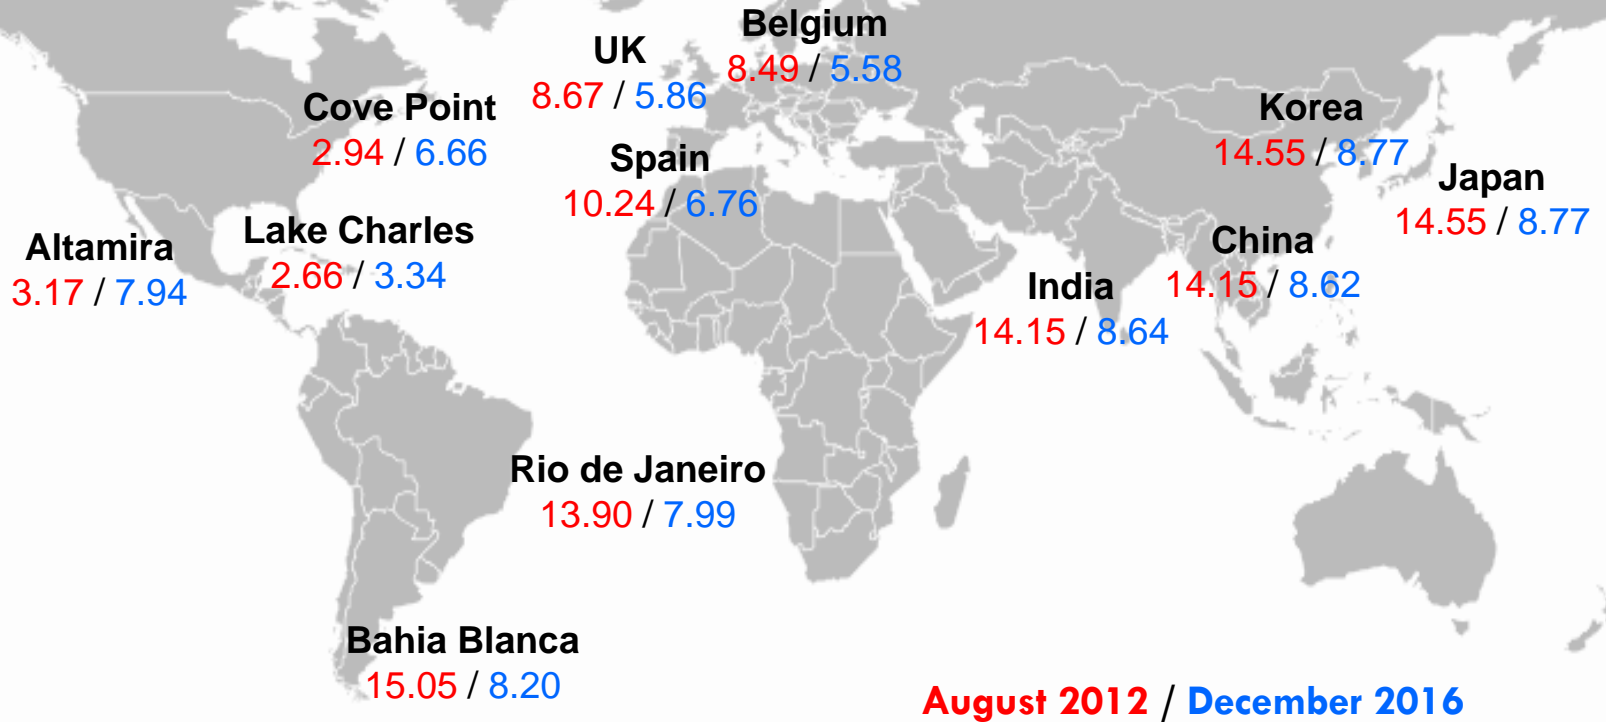 Belgium
8.49 / 5.58
UK
8.67 / 5.86
Cove Point
2.94 / 6.66
Korea
14.55 / 8.77
Spain
10.24 / 6.76
Japan
14.55 / 8.77
Lake Charles
2.66 / 3.34
Altamira
3.17 / 7.94
China
14.15 / 8.62
India
14.15 / 8.64
Rio de Janeiro
13.90 / 7.99
Bahia Blanca
15.05 / 8.20
August 2012 / December 2016